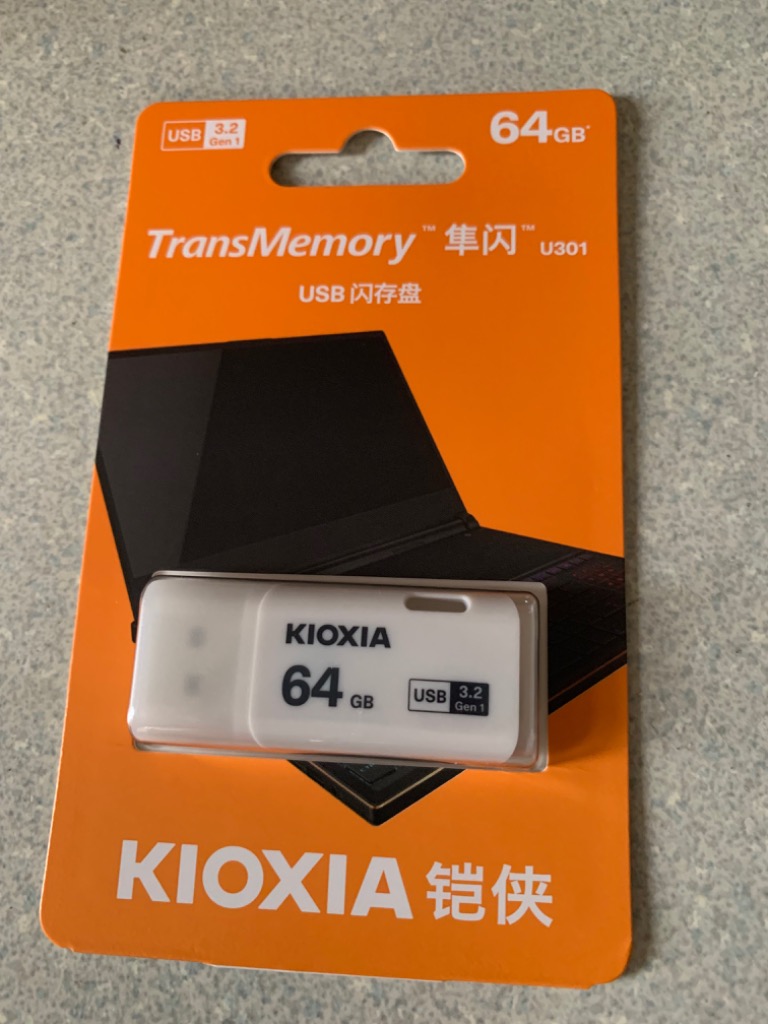 USB 3.2 Gen 1
64GB*
TransMemory™ 隼闪™ U301
USB 闪存盘
KIOXIA
64 GB
USB 3.2 Gen 1
KIOXIA 铠侠